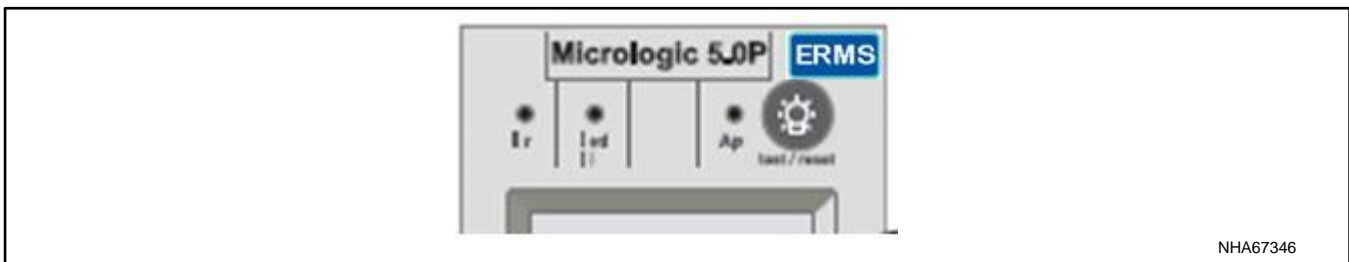 Micrologic 5.0P ERMS
Ir Isd Ap
Ii
test / reset
NHA67346